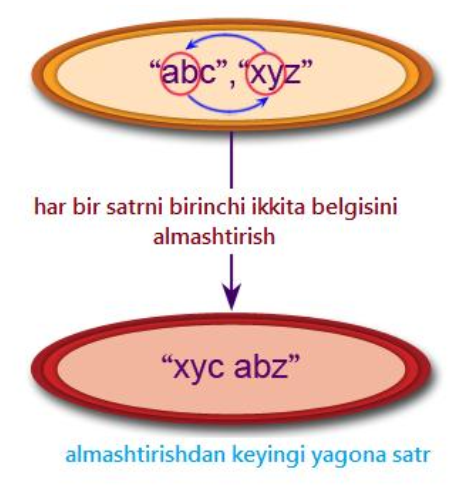 “abc”,“xyz”
har bir satrni birinchi ikkita belgisini
almashtirish
“xyc abz”
almashtirishdan keyingi yagona satr